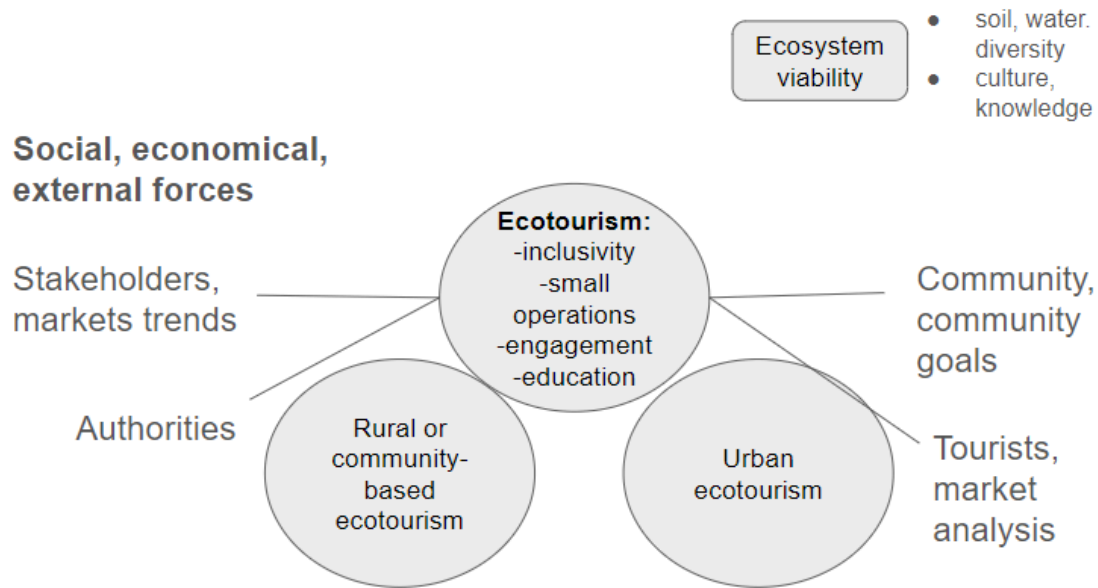 Ecosystem
viability
● soil, water.
diversity
● culture,
knowledge
Social, economical,
external forces
Ecotourism:
-inclusivity
-small
operations
-engagement
-education
Stakeholders,
markets trends
Community,
community
goals
Authorities
Rural or
community-
based
ecotourism
Urban
ecotourism
Tourists,
market
analysis